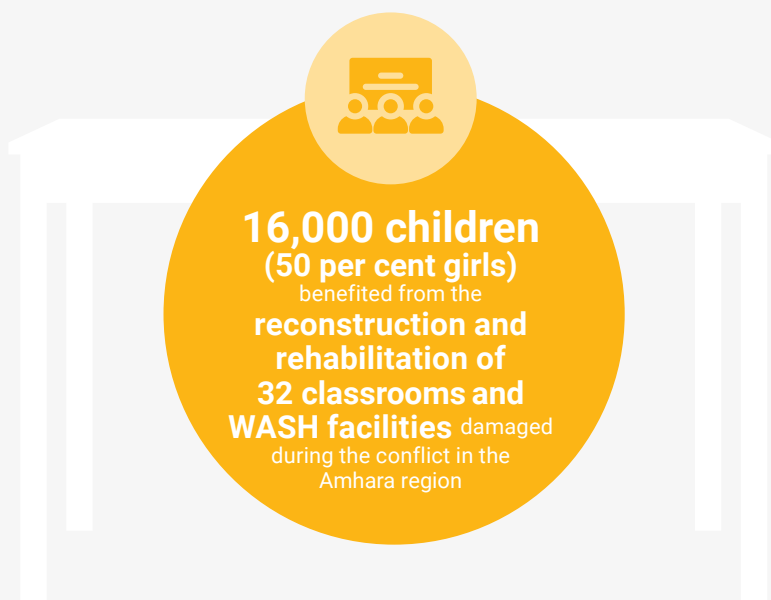 16,000 children
(50 per cent girls)
benefited from the
reconstruction and
rehabilitation of
32 classrooms and
WASH facilities damaged
during the conflict in the
Amhara region